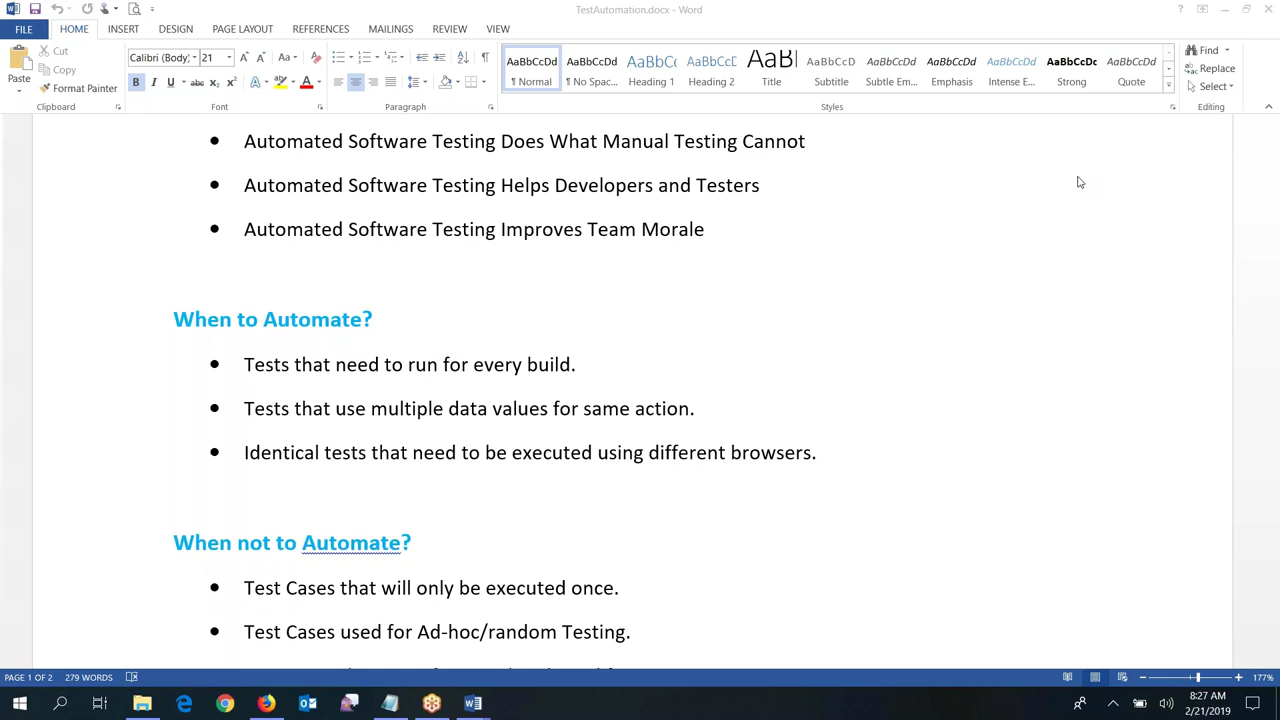 TestAutomation.docx - Word
FILE HOME INSERT DESIGN PAGE LAYOUT REFERENCES MAILINGS REVIEW VIEW
Paste
Cut
Copy
Format Painter
Clipboard
Calibri (Body) 21
Font
Paragraph
AaBbCcDd AaBbCcDd AaBbCc AaBbCcD AaB AaBbCcD AaBbCcDd AaBbCcDd AaBbCcDd AaBbCcDc AaBbCcDd
¶ Normal ¶ No Spac... Heading 1 Heading 2 Title Subtitle Subtle Em... Emphasis Intense E... Strong Quote
Styles
Find
Replace
Select
Editing
• Automated Software Testing Does What Manual Testing Cannot
• Automated Software Testing Helps Developers and Testers
• Automated Software Testing Improves Team Morale
When to Automate?
• Tests that need to run for every build.
• Tests that use multiple data values for same action.
• Identical tests that need to be executed using different browsers.
When not to Automate?
• Test Cases that will only be executed once.
• Test Cases used for Ad-hoc/random Testing.
PAGE 1 OF 2 279 WORDS 177%
8:27 AM
2/21/2019